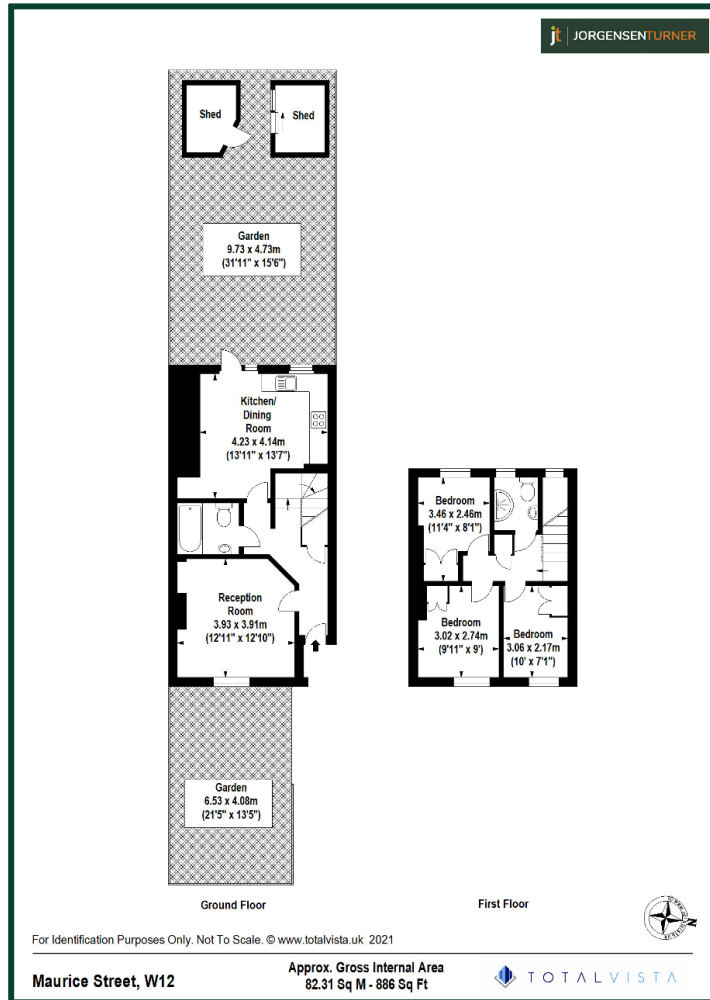 jt JORGENSENTURNER
Shed
Shed
Garden
9.73 x 4.73m
(31'11" x 15'6")
Kitchen/
Dining
Room
4.23 x 4.14m
(13'11" x 13'7")
Reception
Room
3.93 x 3.91m
(12'11" x 12'10")
Garden
6.53 x 4.08m
(21'5" x 13'5")
Bedroom
3.46 x 2.46m
(11'4" x 8'1")
Bedroom
3.02 x 2.74m
(9'11" x 9')
Bedroom
3.06 x 2.17m
(10' x 7'1")
Ground Floor
First Floor
N
For Identification Purposes Only. Not To Scale. © www.totalvista.uk 2021
Maurice Street, W12
Approx. Gross Internal Area
82.31 Sq M - 886 Sq Ft
TOTALVISTA